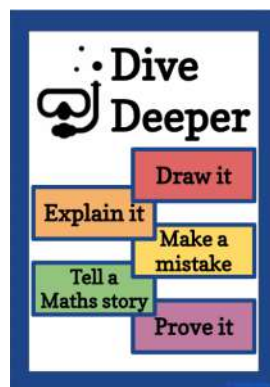 Dive
Deeper
Draw it
Explain it
Make a
mistake
Tell a
Maths story
Prove it